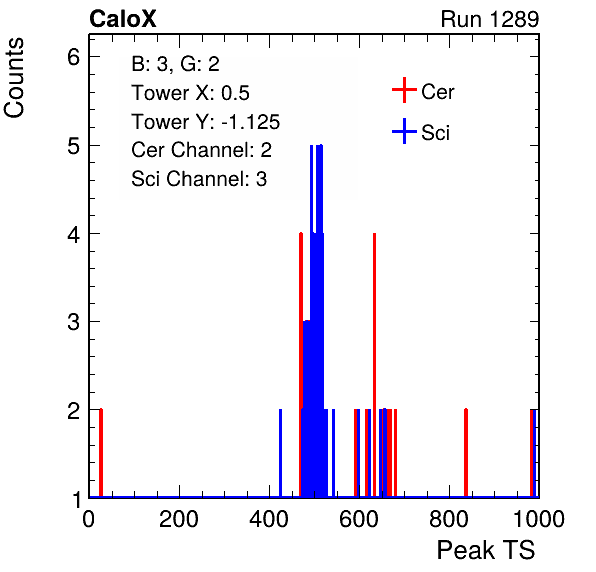 CaloX Run 1289
Counts
B: 3, G: 2
Tower X: 0.5
Tower Y: -1.125
Cer Channel: 2
Sci Channel: 3
Cer
Sci
6
5
4
3
2
1
0 200 400 600 800 1000
Peak TS